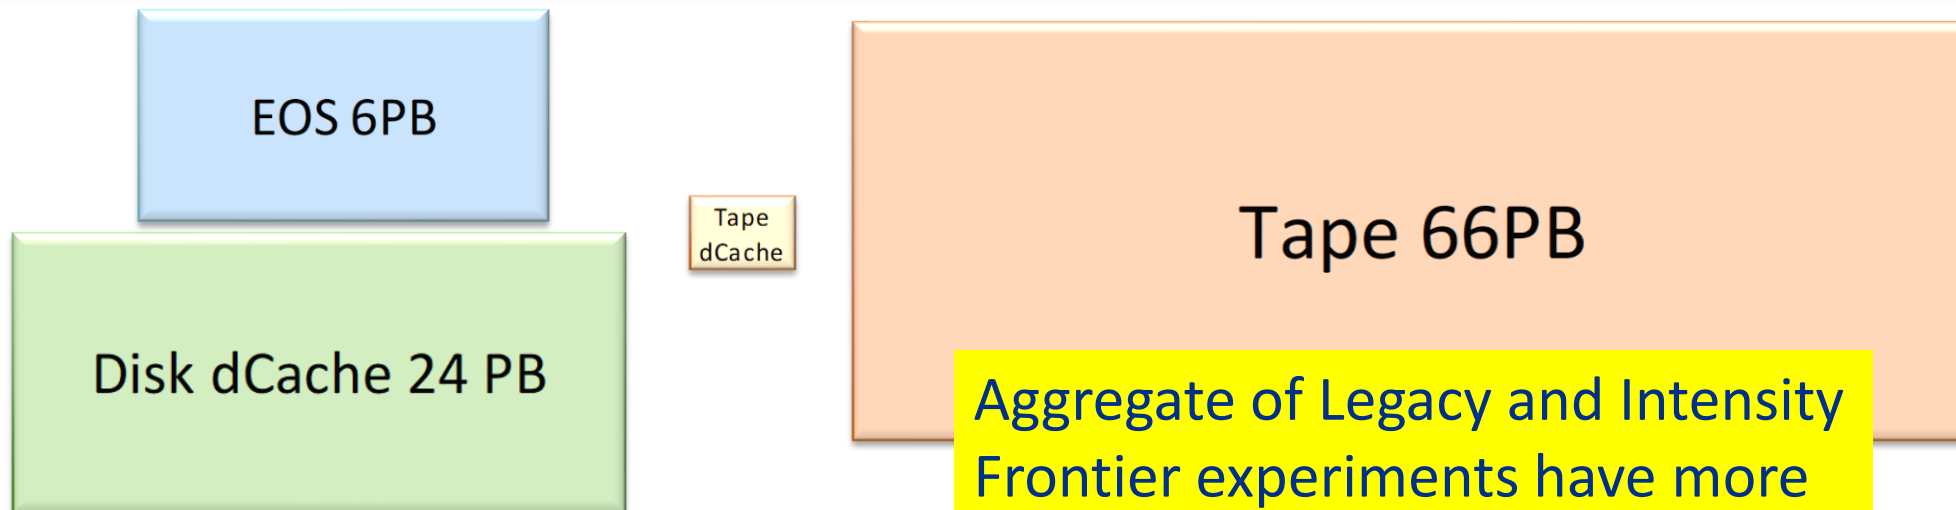 EOS 6PB
Disk dCache 24 PB
Tape
dCache
Tape 66PB
Aggregate of Legacy and Intensity
Frontier experiments have more